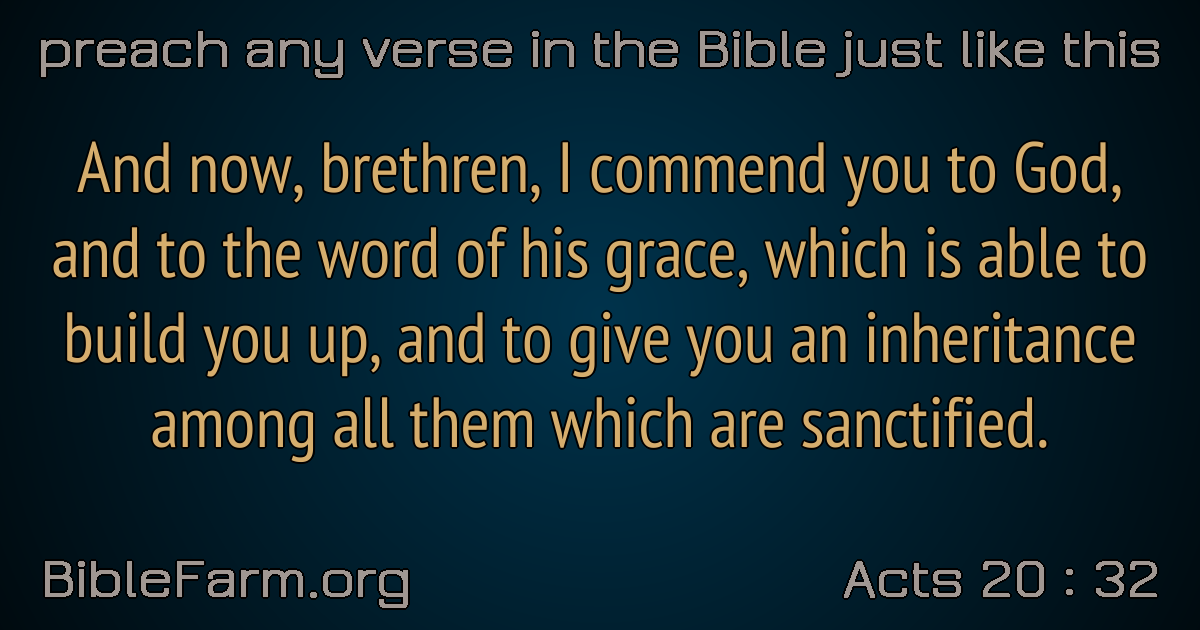 preach any verse in the Bible just like this
And now, brethren, I commend you to God,
and to the word of his grace, which is able to
build you up, and to give you an inheritance
among all them which are sanctified.
BibleFarm.org
Acts 20 : 32